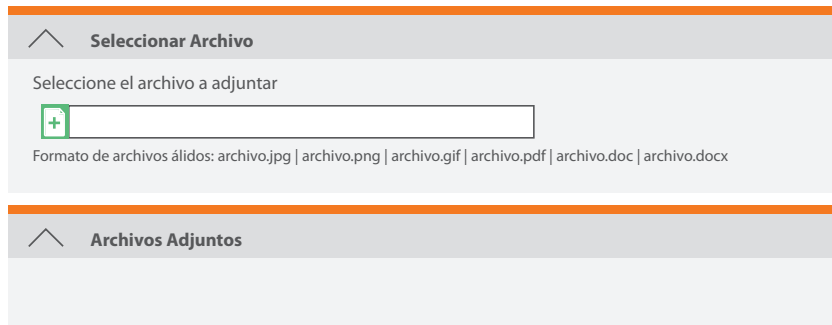 Seleccionar Archivo
Seleccione el archivo a adjuntar
Formato de archivos álidos: archivo.jpg | archivo.png | archivo.gif | archivo.pdf | archivo.doc | archivo.docx
Archivos Adjuntos